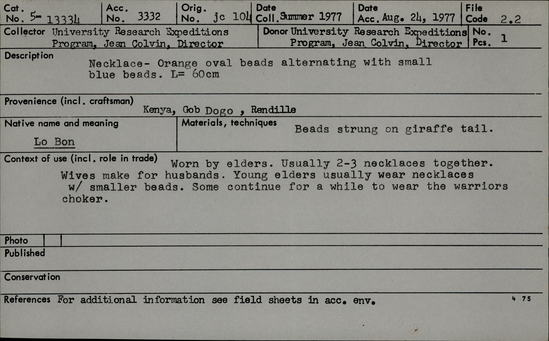 Cat. No. 5-13334 Acc. No. 3332 Orig. No. jc 104 Date Coll. Summer 1977 Date Acc. Aug. 24, 1977 File Code 2.2
Collector University Research Expeditions Program, Jean Colvin, Director Donor University Research Expeditions Program, Jean Colvin, Director No. Pcs. 1
Description
Necklace- Orange oval beads alternating with small
blue beads. L= 60cm
Provenience (incl. craftsman)
Kenya, Gob Dogo , Rendille
Native name and meaning
Lo Bon
Materials, techniques
Beads strung on giraffe tail.
Context of use (incl. role in trade) Worn by elders. Usually 2-3 necklaces together.
Wives make for husbands. Young elders usually wear necklaces
w/ smaller beads. Some continue for a while to wear the warriors
choker.
Photo
Published
Conservation
References For additional information see field sheets in acc. env.
4 75